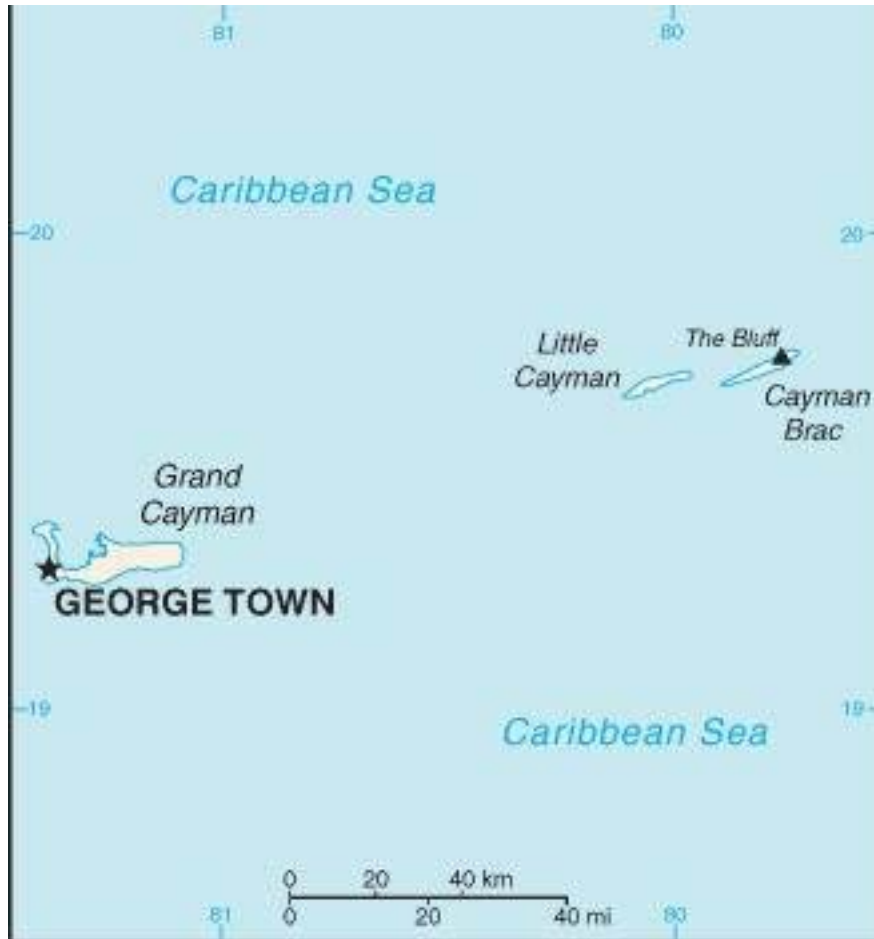 81 80
Caribbean Sea
20 20
Little
Cayman
The Bluff
Cayman
Brac
Grand
Cayman
GEORGE TOWN
19 19
Caribbean Sea
0 20 40 km
0 20 40 mi
81 80